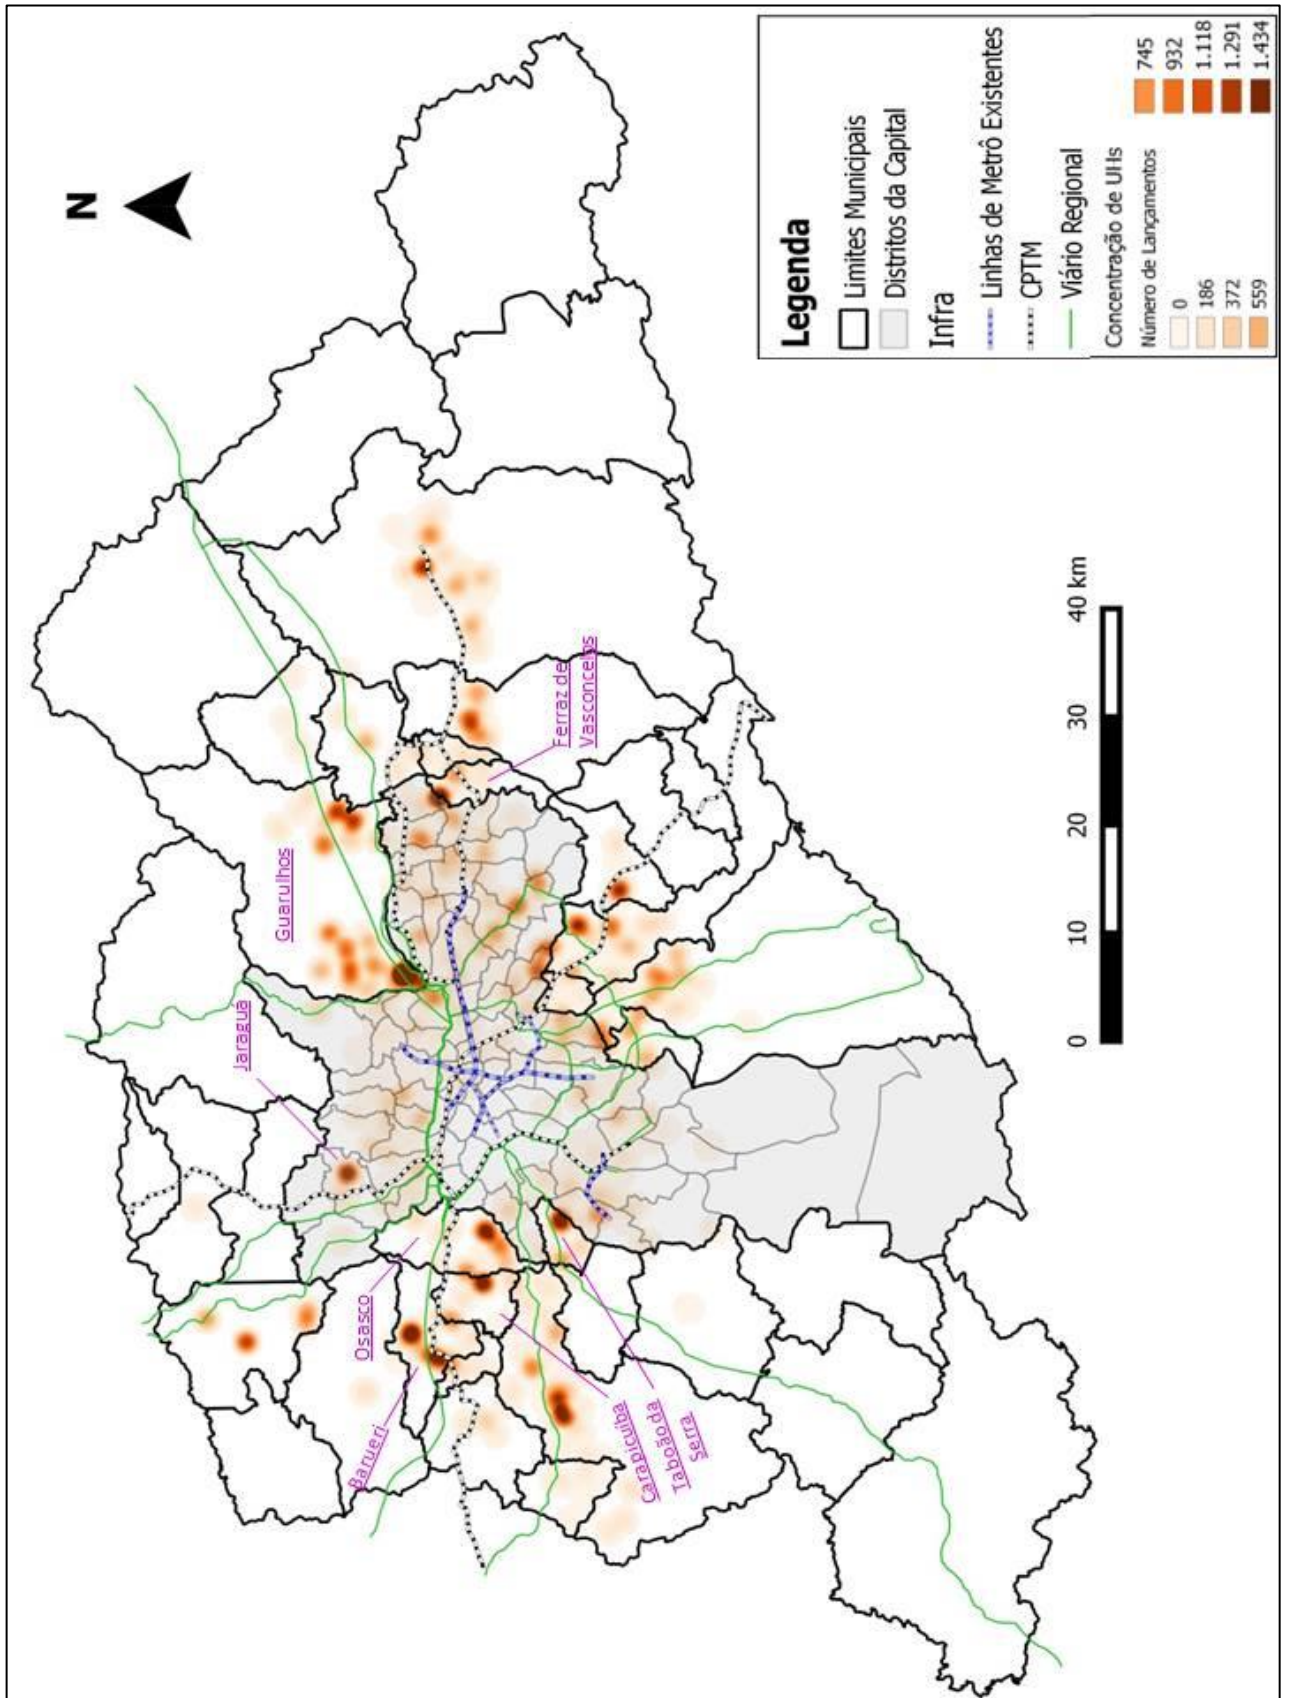 N
Guarulhos
Jaraguá
Osasco
Barueri
Carapicuiba
Taboão da
Serra
Ferraz de
Vasconcelos
0
10
20
30
40 km
Legenda
Limites Municipais
Distritos da Capital
Infra
Linhas de Metrô Existentes
CPTM
Viário Regional
Concentração de UHs
Número de Lançamentos
0
186
372
559
745
932
1.118
1.291
1.434